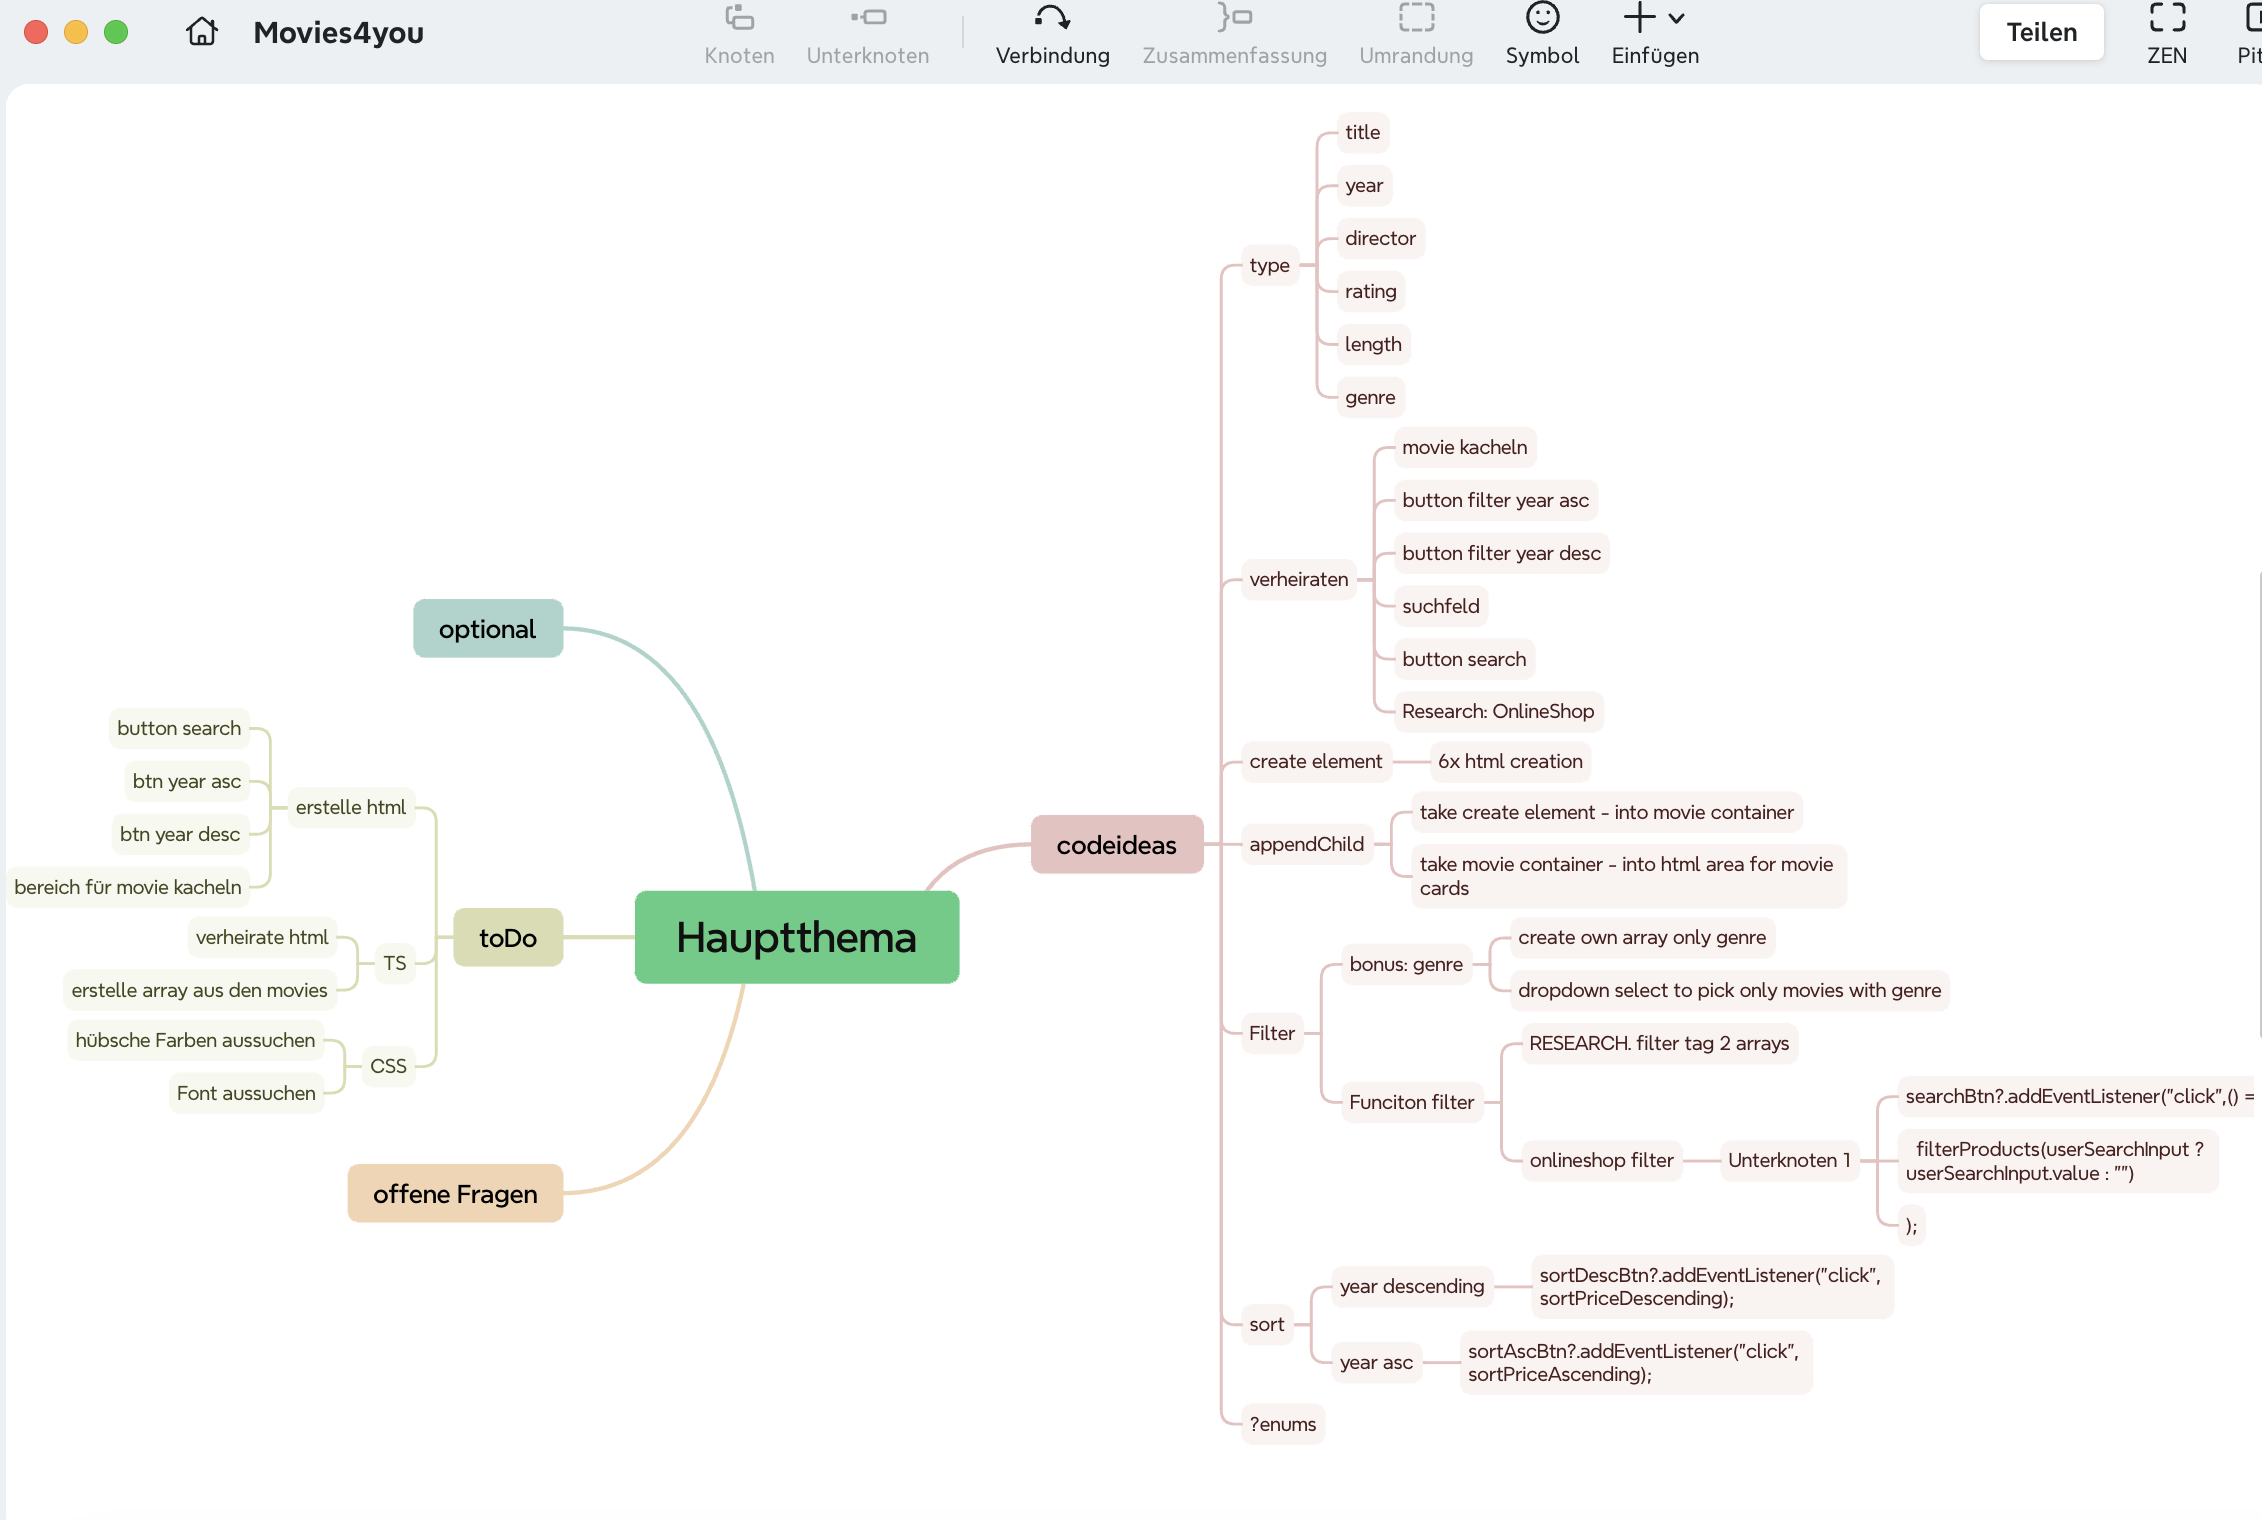 Movies4you
Knoten
Unterknoten
Verbindung
Zusammenfassung
Umrandung
Symbol
Einfügen
Teilen
ZEN
Hauptthema
codeideas
type
title
year
director
rating
length
genre
verheiraten
movie kacheln
button filter year asc
button filter year desc
suchfeld
button search
Research: OnlineShop
create element
6x html creation
appendChild
take create element - into movie container
take movie container - into html area for movie
cards
Filter
bonus: genre
create own array only genre
dropdown select to pick only movies with genre
Funciton filter
RESEARCH. filter tag 2 arrays
onlineshop filter
Unterknoten 1
searchBtn?.addEventListener("click",() =
filterProducts(userSearchInput ?
userSearchInput.value : "")
);
sort
year descending
sortDescBtn?.addEventListener("click",
sortPriceDescending);
year asc
sortAscBtn?.addEventListener("click",
sortPriceAscending);
?enums
optional
toDo
erstelle html
button search
btn year asc
btn year desc
bereich für movie kacheln
TS
verheirate html
erstelle array aus den movies
CSS
hübsche Farben aussuchen
Font aussuchen
offene Fragen